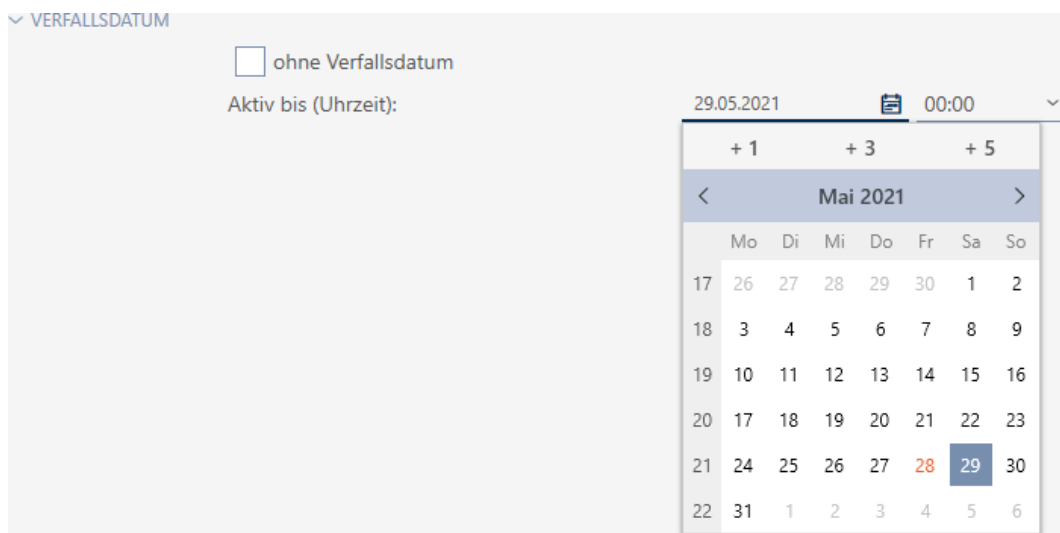 VERFALLSDATUM
ohne Verfallsdatum
Aktiv bis (Uhrzeit): 29.05.2021 00:00
+ 1 + 3 + 5
Mai 2021
Mo Di Mi Do Fr Sa So
17 26 27 28 29 30 1 2
18 3 4 5 6 7 8 9
19 10 11 12 13 14 15 16
20 17 18 19 20 21 22 23
21 24 25 26 27 28 29 30
22 31 1 2 3 4 5 6